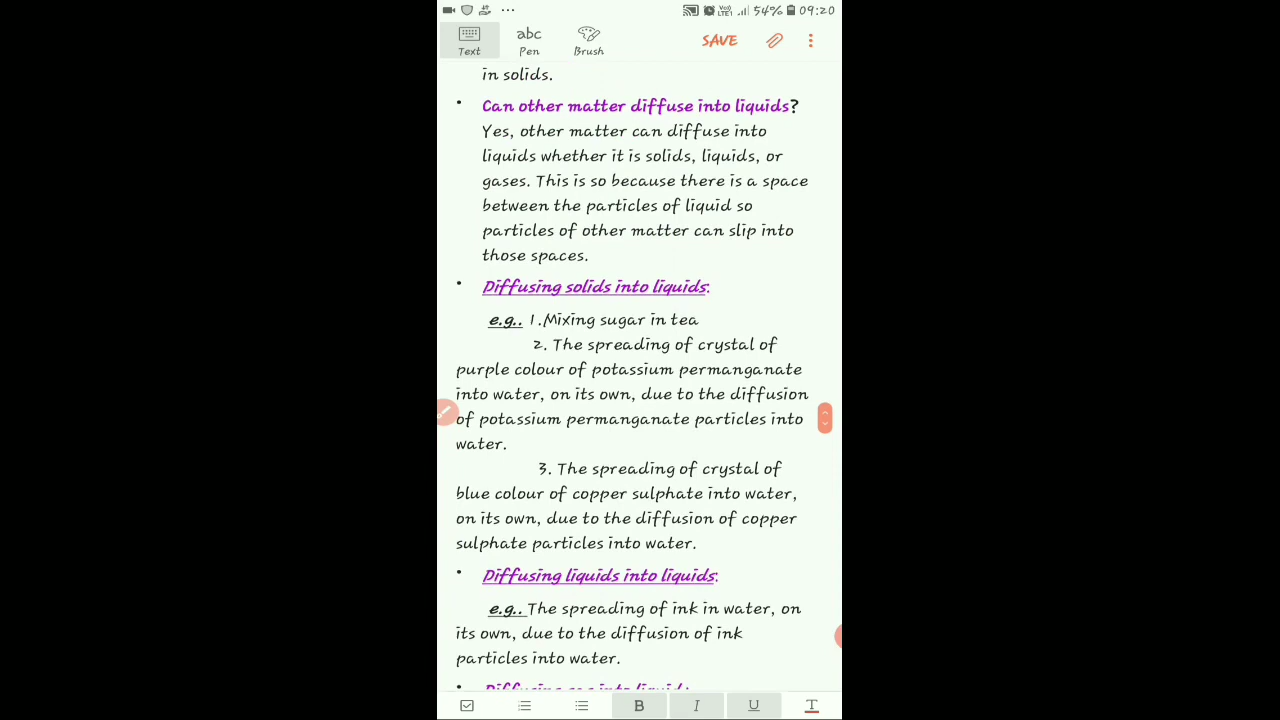 54% 09:20
Text
abc
Pen
Brush
SAVE
in solids.
• Can other matter diffuse into liquids?
Yes, other matter can diffuse into
liquids whether it is solids, liquids, or
gases. This is so because there is a space
between the particles of liquid so
particles of other matter can slip into
those spaces.
• Diffusing solids into liquids:
e.g.. 1.Mixing sugar in tea
2. The spreading of crystal of
purple colour of potassium permanganate
into water, on its own, due to the diffusion
of potassium permanganate particles into
water.
3. The spreading of crystal of
blue colour of copper sulphate into water,
on its own, due to the diffusion of copper
sulphate particles into water.
• Diffusing liquids into liquids:
e.g.. The spreading of ink in water, on
its own, due to the diffusion of ink
particles into water.
B I U T